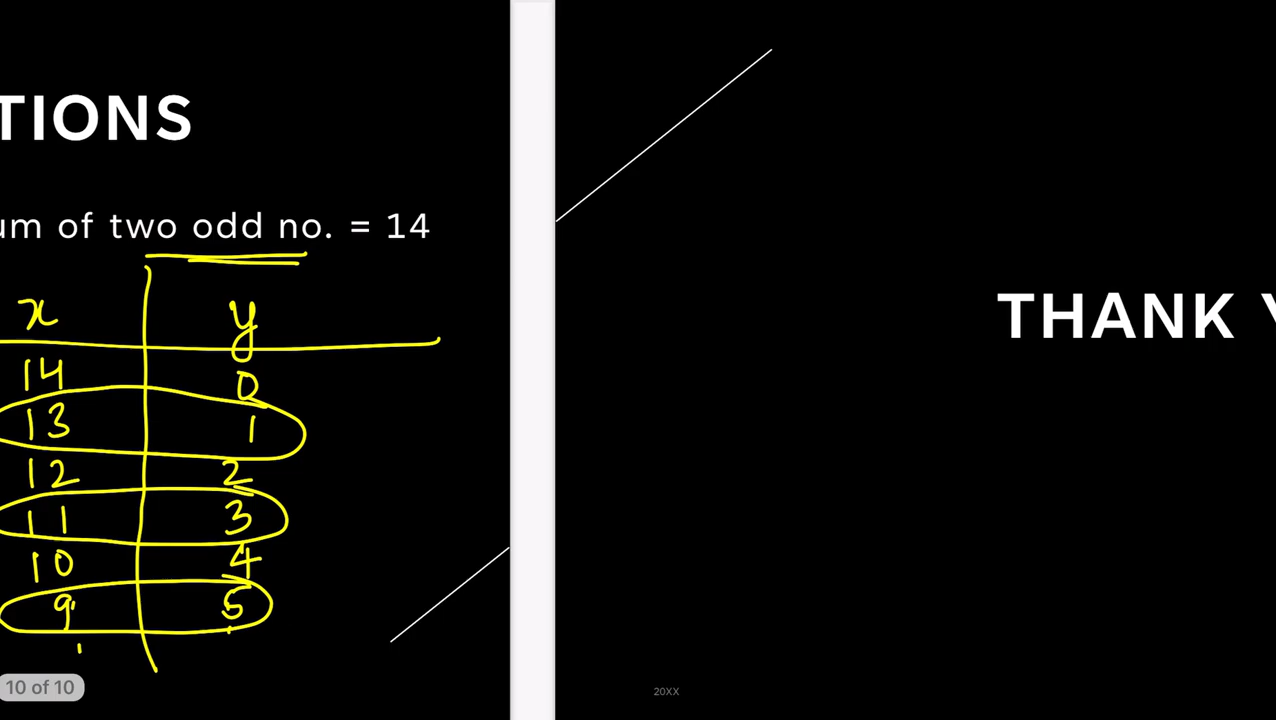 TIONS
um of two odd no. = 14
x y
14 0
13 1
12 2
11 3
10 4
9 5
10 of 10
THANK Y
20XX